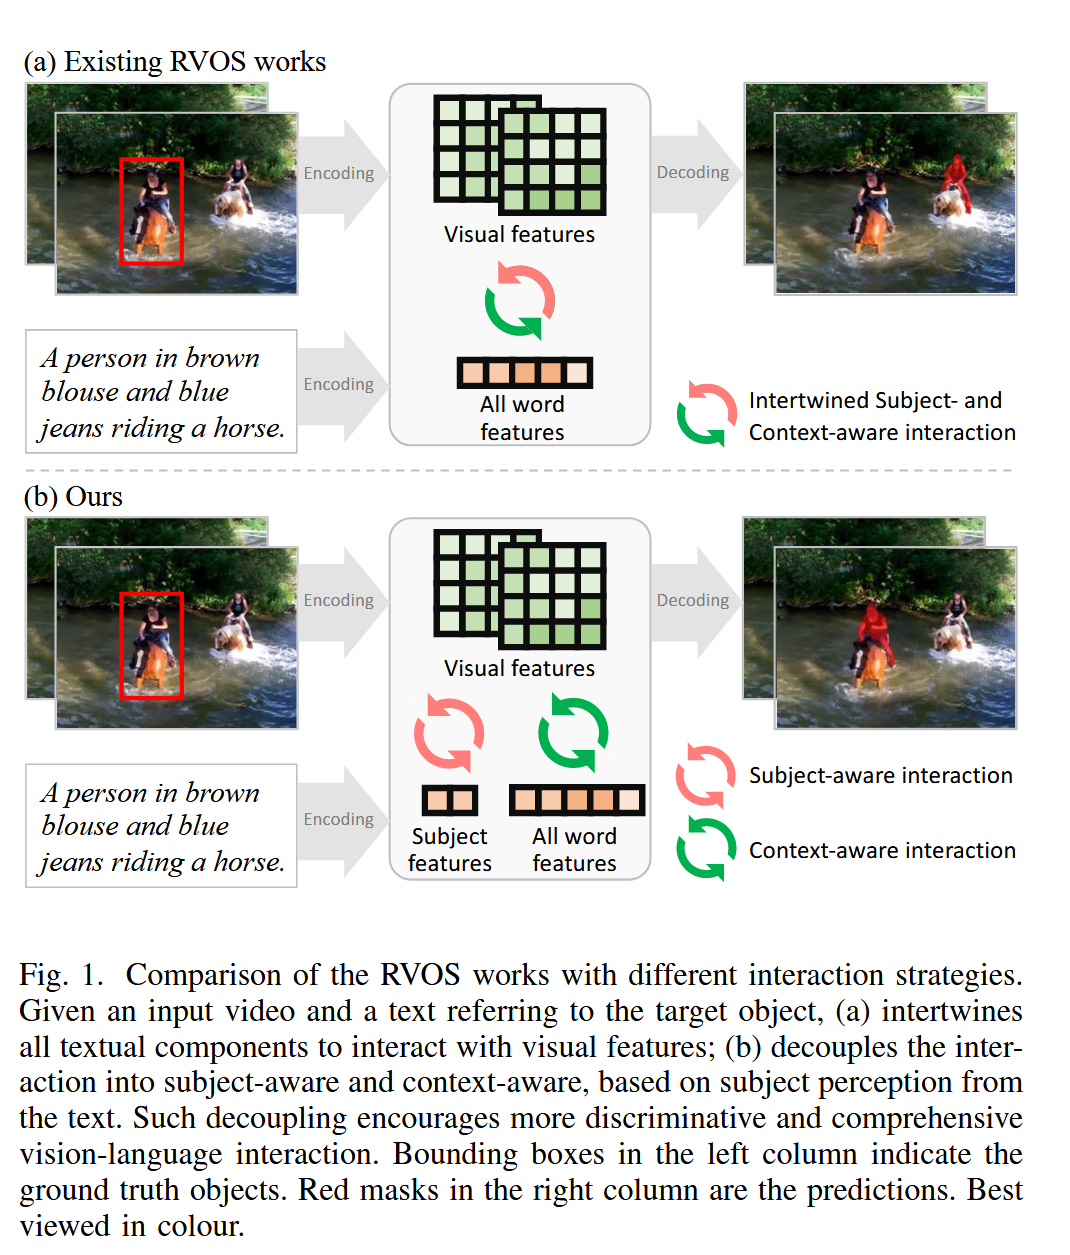 (a) Existing RVOS works
Encoding
Decoding
Visual features
A person in brown
blouse and blue
jeans riding a horse.
Encoding
All word
features
Intertwined Subject- and
Context-aware interaction
(b) Ours
Encoding
Decoding
Visual features
A person in brown
blouse and blue
jeans riding a horse.
Encoding
Subject
features
All word
features
Subject-aware interaction
Context-aware interaction
Fig. 1. Comparison of the RVOS works with different interaction strategies.
Given an input video and a text referring to the target object, (a) intertwines
all textual components to interact with visual features; (b) decouples the inter-
action into subject-aware and context-aware, based on subject perception from
the text. Such decoupling encourages more discriminative and comprehensive
vision-language interaction. Bounding boxes in the left column indicate the
ground truth objects. Red masks in the right column are the predictions. Best
viewed in colour.